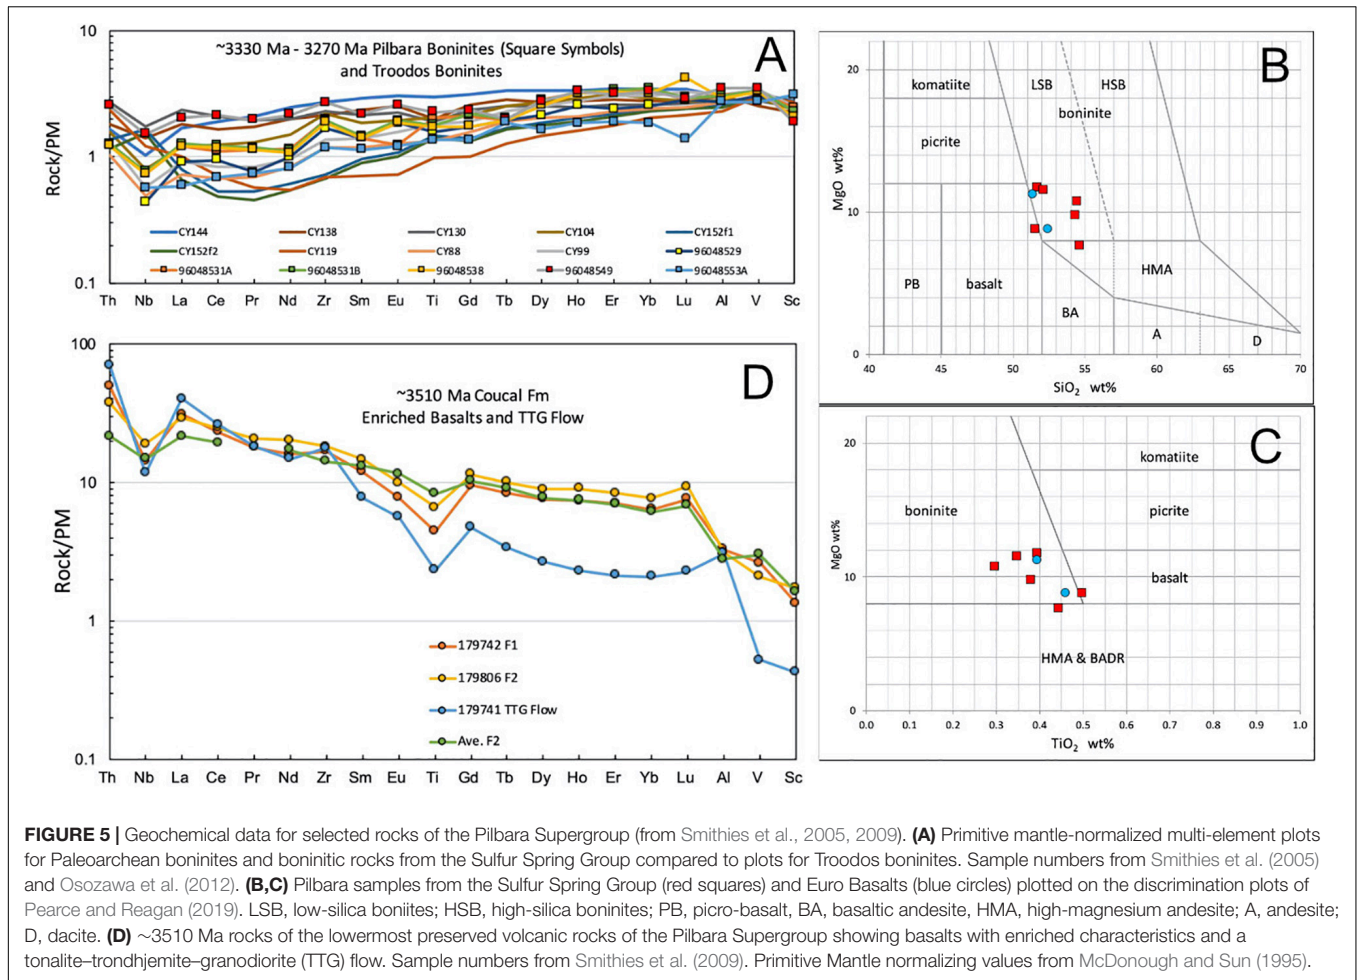 10
1
0.1
Rock/PM
~3330 Ma - 3270 Ma Pilbara Boninites (Square Symbols)
and Troodos Boninites
A
CY144 CY138 CY130 CY104 CY152f1
CY152f2 CY119 CY88 CY99 96048529
96048531A 96048531B 96048538 96048549 96048553A
Th Nb La Ce Pr Nd Zr Sm Eu Ti Gd Tb Dy Ho Er Yb Lu Al V Sc
B
20
10
0
MgO wt%
komatiite
LSB
HSB
boninite
picrite
PB
basalt
BA
HMA
A
D
40 45 50 55 60 65 70
SiO2 wt%
100
10
1
0.1
Rock/PM
~3510 Ma Coucal Fm
Enriched Basalts and TTG Flow
D
179742 F1
179806 F2
179741 TTG Flow
Ave. F2
Th Nb La Ce Pr Nd Zr Sm Eu Ti Gd Tb Dy Ho Er Yb Lu Al V Sc
C
20
10
0
MgO wt%
komatiite
boninite
picrite
basalt
HMA & BADR
0.0 0.1 0.2 0.3 0.4 0.5 0.6 0.7 0.8 0.9 1.0
TiO2 wt%
FIGURE 5 | Geochemical data for selected rocks of the Pilbara Supergroup (from Smithies et al., 2005, 2009). (A) Primitive mantle-normalized multi-element plots
for Paleoarchean boninites and boninitic rocks from the Sulfur Spring Group compared to plots for Troodos boninites. Sample numbers from Smithies et al. (2005)
and Osozawa et al. (2012). (B,C) Pilbara samples from the Sulfur Spring Group (red squares) and Euro Basalts (blue circles) plotted on the discrimination plots of
Pearce and Reagan (2019). LSB, low-silica boniites; HSB, high-silica boninites; PB, picro-basalt, BA, basaltic andesite, HMA, high-magnesium andesite; A, andesite;
D, dacite. (D) ~3510 Ma rocks of the lowermost preserved volcanic rocks of the Pilbara Supergroup showing basalts with enriched characteristics and a
tonalite–trondhjemite–granodiorite (TTG) flow. Sample numbers from Smithies et al. (2009). Primitive Mantle normalizing values from McDonough and Sun (1995).